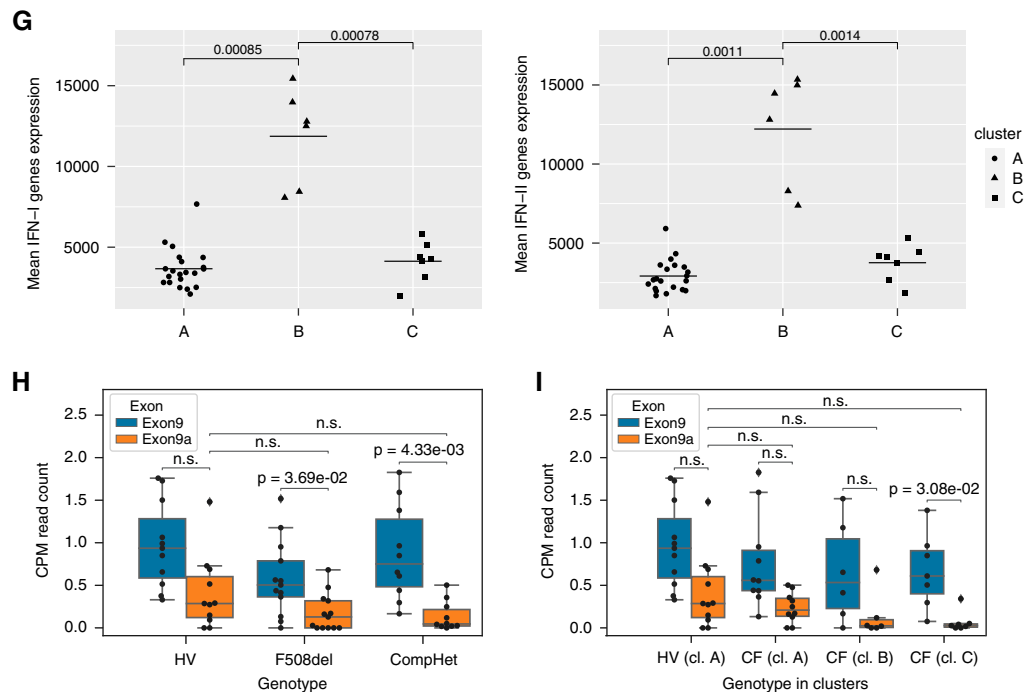 G
0.00085
0.00078
15000
10000
5000
Mean IFN–I genes expression
A
B
C
0.0011
0.0014
15000
10000
5000
Mean IFN–II genes expression
A
B
C
cluster
A
B
C
H
Exon
Exon9
Exon9a
n.s.
n.s.
n.s.
p = 3.69e-02
p = 4.33e-03
2.5
2.0
1.5
1.0
0.5
0.0
CPM read count
HV
F508del
CompHet
Genotype
I
Exon
Exon9
Exon9a
n.s.
n.s.
n.s.
n.s.
n.s.
n.s.
p = 3.08e-02
2.5
2.0
1.5
1.0
0.5
0.0
CPM read count
HV (cl. A)
CF (cl. A)
CF (cl. B)
CF (cl. C)
Genotype in clusters